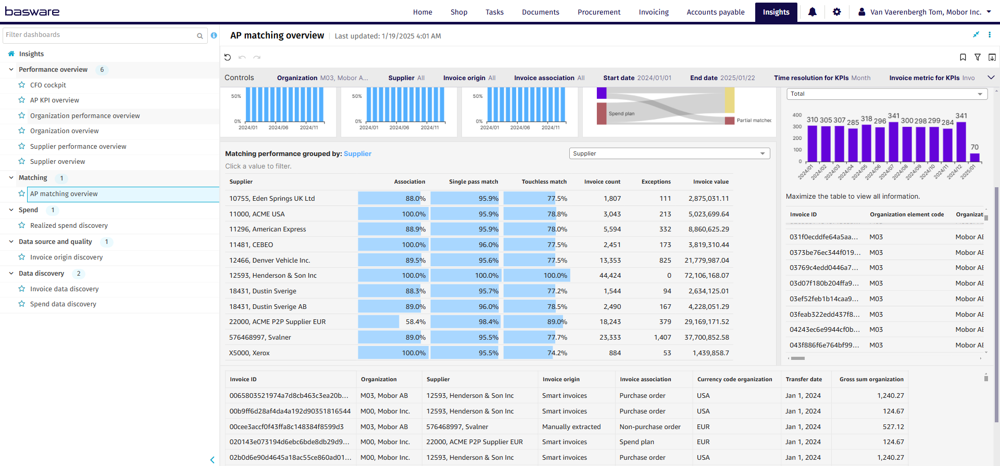 basware
Home
Shop
Tasks
Documents
Procurement
Invoicing
Accounts payable
Insights
Van Vaerenbergh Tom, Mobor Inc.
Filter dashboards
Insights
Performance overview 6
CFO cockpit
AP KPI overview
Organization performance overview
Organization overview
Supplier performance overview
Supplier overview
Matching 1
AP matching overview
Spend 1
Realized spend discovery
Data source and quality 1
Invoice origin discovery
Data discovery 2
Invoice data discovery
Spend data discovery
AP matching overview
Last updated: 1/19/2025 4:01 AM
Controls
Organization M03, Mobor A...
Supplier All
Invoice origin All
Invoice association All
Start date 2024/01/01
End date 2025/01/22
Time resolution for KPIs Month
Invoice metric for KPIs Invo
50%
0%
2024/01 2024/06 2024/11
50%
0%
2024/01 2024/06 2024/11
50%
0%
2024/01 2024/06 2024/11
Spend plan
Partial matched
Total
400
300
200
100
0
310 305 307 285 318 296 341 300 298 299 284 341 70
2024/01 2024/02 2024/03 2024/04 2024/05 2024/06 2024/07 2024/08 2024/09 2024/10 2024/11 2024/12 2025/01
Matching performance grouped by: Supplier
Supplier
Click a value to filter.
Supplier Association Single pass match Touchless match Invoice count Exceptions Invoice value
10755, Eden Springs UK Ltd 88.0% 95.9% 77.5% 1,807 111 2,875,031.11
11000, ACME USA 100.0% 95.9% 78.8% 3,043 213 5,023,699.64
11296, American Express 88.9% 95.9% 78.0% 5,594 332 8,860,625.29
11481, CEBEO 100.0% 96.0% 77.5% 2,451 173 3,819,310.44
12466, Denver Vehicle Inc. 89.5% 95.6% 77.5% 13,353 825 21,779,987.04
12593, Henderson & Son Inc 100.0% 100.0% 100.0% 44,424 0 72,106,168.07
18431, Dustin Sverige 88.3% 95.7% 77.2% 1,544 94 2,634,125.01
18431, Dustin Sverige AB 89.0% 96.0% 78.5% 2,490 167 4,228,051.29
22000, ACME P2P Supplier EUR 58.4% 98.4% 89.0% 18,243 379 29,169,171.52
576468997, Svalner 89.0% 95.5% 77.7% 23,333 1,407 37,700,852.58
X5000, Xerox 100.0% 95.5% 74.2% 884 53 1,439,858.7
Maximize the table to view all information.
Invoice ID Organization element code Organizat
031f0ecddfe64a5aa... M03 Mobor AE
0373be76ec344f019... M03 Mobor AE
03769c4edd0446a7... M03 Mobor AE
03d07f180b204ffa9... M03 Mobor AE
03ef52feb1b14caa9... M03 Mobor AE
03feab322edd437f8... M03 Mobor AE
04243ec6e9944cf0b... M03 Mobor AE
043f886f6e764bf99... M03 Mobor AE
Invoice ID Organization Supplier Invoice origin Invoice association Currency code organization Transfer date Gross sum organization
0065803521974a7d8cb463c3ea20b... M03, Mobor AB 12593, Henderson & Son Inc Smart invoices Purchase order USA Jan 1, 2024 1,240.27
00b9ff6d28af4da4a192d90351816544 M00, Mobor Inc. 12593, Henderson & Son Inc Smart invoices Purchase order USA Jan 1, 2024 124.67
00cee3accf0f43ffa8c148384f8599d3 M03, Mobor AB 576468997, Svalner Manually extracted Non-purchase order EUR Jan 1, 2024 527.12
020143e073194d6ebc6bde8db29d9... M00, Mobor Inc. 22000, ACME P2P Supplier EUR Smart invoices Spend plan EUR Jan 1, 2024 124.67
02b0d6e90d4645a18ac55ce860ad01... M00, Mobor Inc. 12593, Henderson & Son Inc Smart invoices Purchase order USA Jan 1, 2024 1,240.27